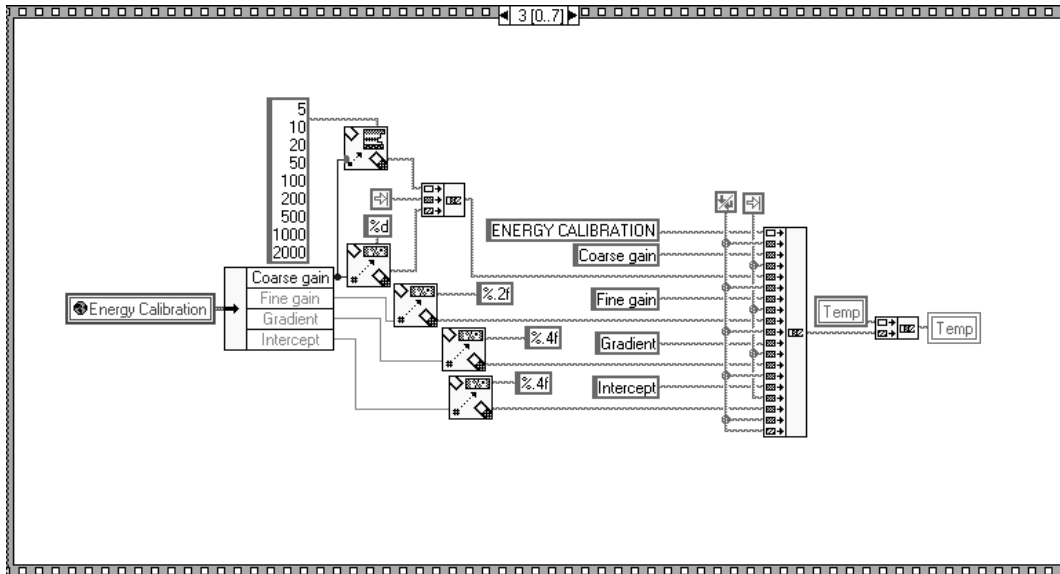 3 [0..7]
5
10
20
50
100
200
500
1000
2000
%d
ENERGY CALIBRATION
Coarse gain
Coarse gain
Energy Calibration
Fine gain
Gradient
Intercept
%.2f
Fine gain
%.4f
Gradient
%.4f
Intercept
Temp
Temp